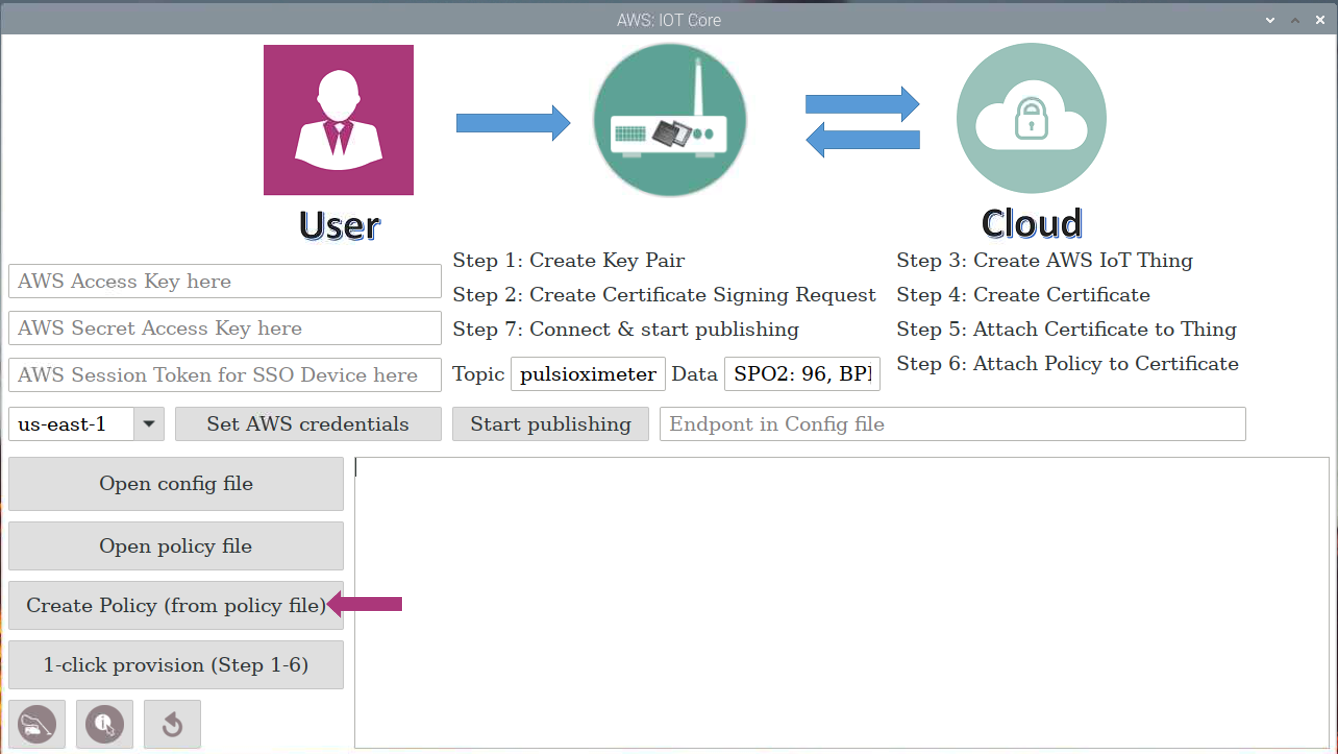 AWS: IOT Core
User
Cloud
AWS Access Key here
AWS Secret Access Key here
AWS Session Token for SSO Device here
us-east-1
Set AWS credentials
Step 1: Create Key Pair
Step 2: Create Certificate Signing Request
Step 7: Connect & start publishing
Topic pulsioximeter Data SPO2: 96, BP
Start publishing
Step 3: Create AWS IoT Thing
Step 4: Create Certificate
Step 5: Attach Certificate to Thing
Step 6: Attach Policy to Certificate
Endpont in Config file
Open config file
Open policy file
Create Policy (from policy file)
1-click provision (Step 1-6)